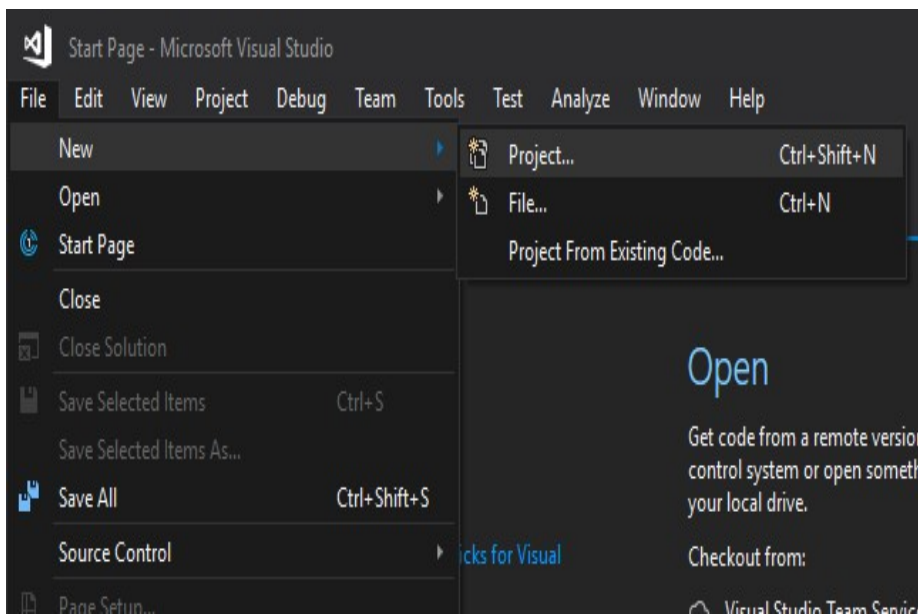 Start Page - Microsoft Visual Studio
File Edit View Project Debug Team Tools Test Analyze Window Help
New
Project... Ctrl+Shift+N
Open
File... Ctrl+N
Start Page
Project From Existing Code...
Close
Close Solution
Open
Save Selected Items Ctrl+S
Save Selected Items As...
Get code from a remote version
control system or open someth
your local drive.
Save All Ctrl+Shift+S
Source Control
icks for Visual
Checkout from:
Page Setup...
Visual Studio Team Service